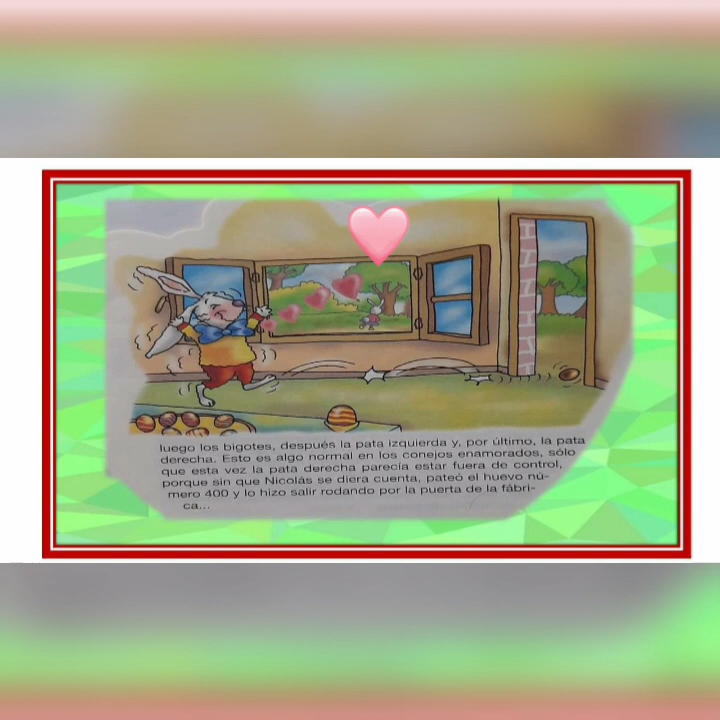 luego los bigotes, después la pata izquierda y, por último, la pata
derecha. Esto es algo normal en los conejos enamorados, sólo
que esta vez la pata derecha parecía estar fuera de control,
porque sin que Nicolás se diera cuenta, pateó el huevo nú-
mero 400 y lo hizo salir rodando por la puerta de la fábri-
ca...